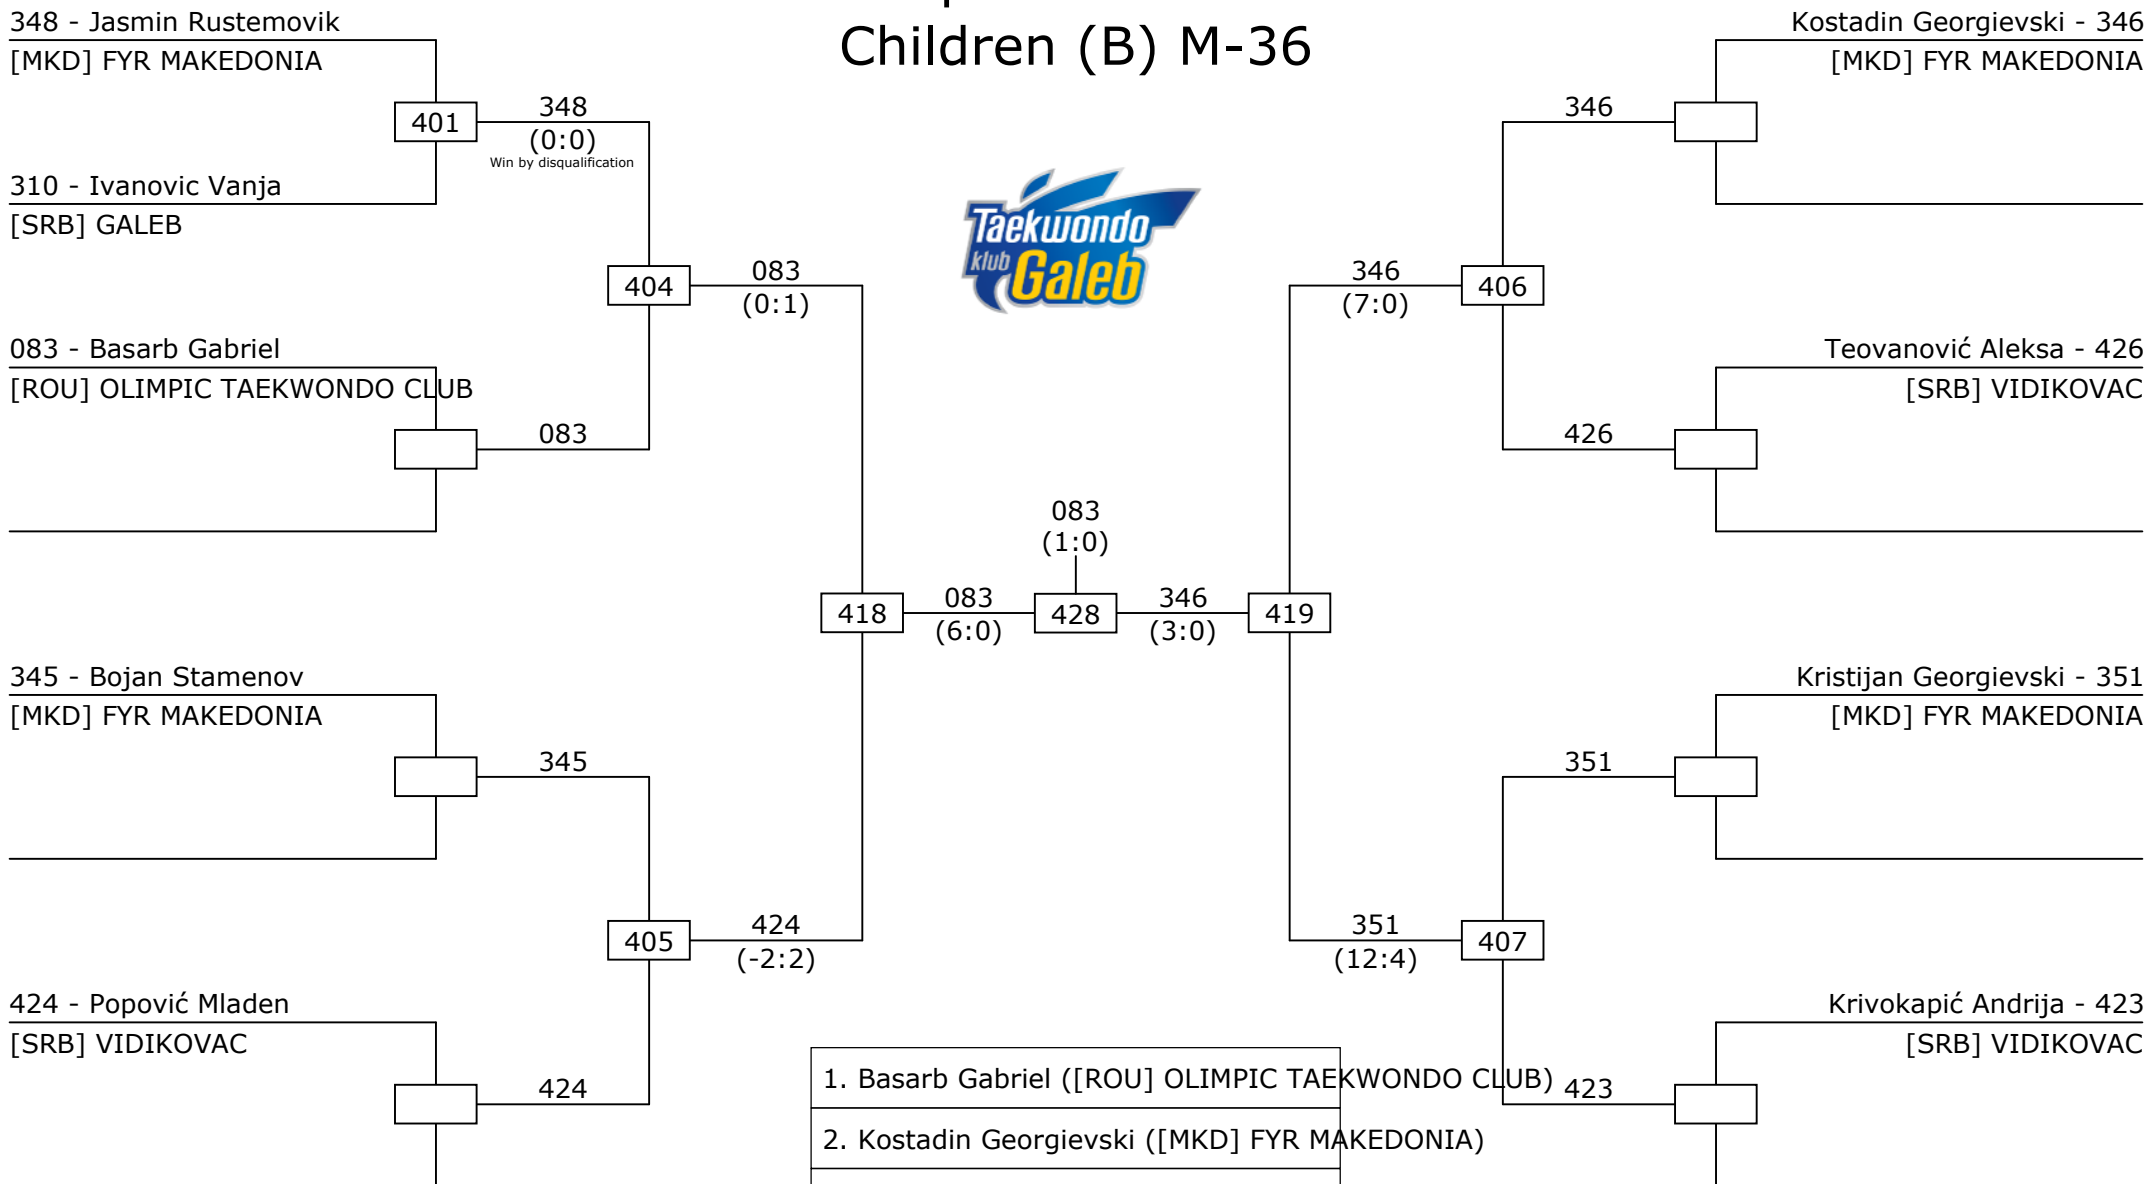 Children (B) M-36
348 - Jasmin Rustemovik
[MKD] FYR MAKEDONIA
401
348
(0:0)
Win by disqualification
310 - Ivanovic Vanja
[SRB] GALEB
404
083
(0:1)
083 - Basarb Gabriel
[ROU] OLIMPIC TAEKWONDO CLUB
083
345 - Bojan Stamenov
[MKD] FYR MAKEDONIA
345
405
424
(-2:2)
424 - Popović Mladen
[SRB] VIDIKOVAC
424
Taekwondo
klub Galeb
083
(1:0)
418
083
(6:0)
428
346
(3:0)
419
Kostadin Georgievski - 346
[MKD] FYR MAKEDONIA
346
346
(7:0)
406
Teovanović Aleksa - 426
[SRB] VIDIKOVAC
426
Kristijan Georgievski - 351
[MKD] FYR MAKEDONIA
351
351
(12:4)
407
Krivokapić Andrija - 423
[SRB] VIDIKOVAC
423
1. Basarb Gabriel ([ROU] OLIMPIC TAEKWONDO CLUB)
2. Kostadin Georgievski ([MKD] FYR MAKEDONIA)